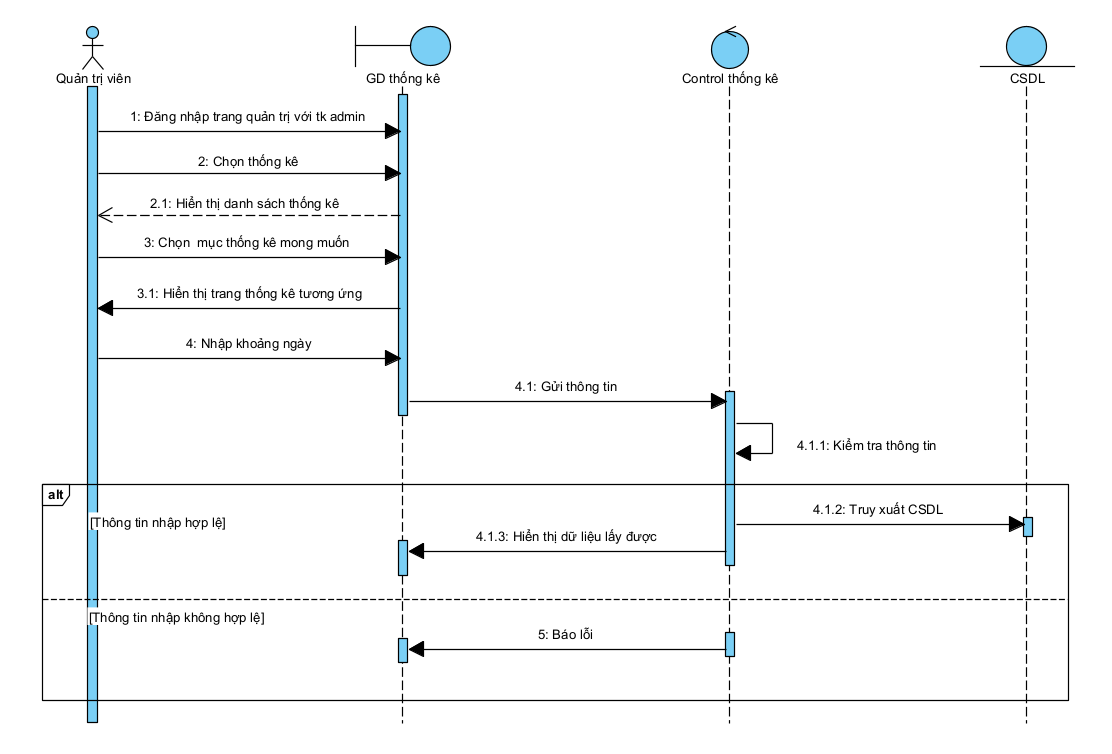 Quản trị viên
GD thống kê
Control thống kê
CSDL
1: Đăng nhập trang quản trị với tk admin
2: Chọn thống kê
2.1: Hiển thị danh sách thống kê
3: Chọn  mục thống kê mong muốn
3.1: Hiển thị trang thống kê tương ứng
4: Nhập khoảng ngày
4.1: Gửi thông tin
4.1.1: Kiểm tra thông tin
alt
[Thông tin nhập hợp lệ]
4.1.2: Truy xuất CSDL
4.1.3: Hiển thị dữ liệu lấy được
[Thông tin nhập không hợp lệ]
5: Báo lỗi